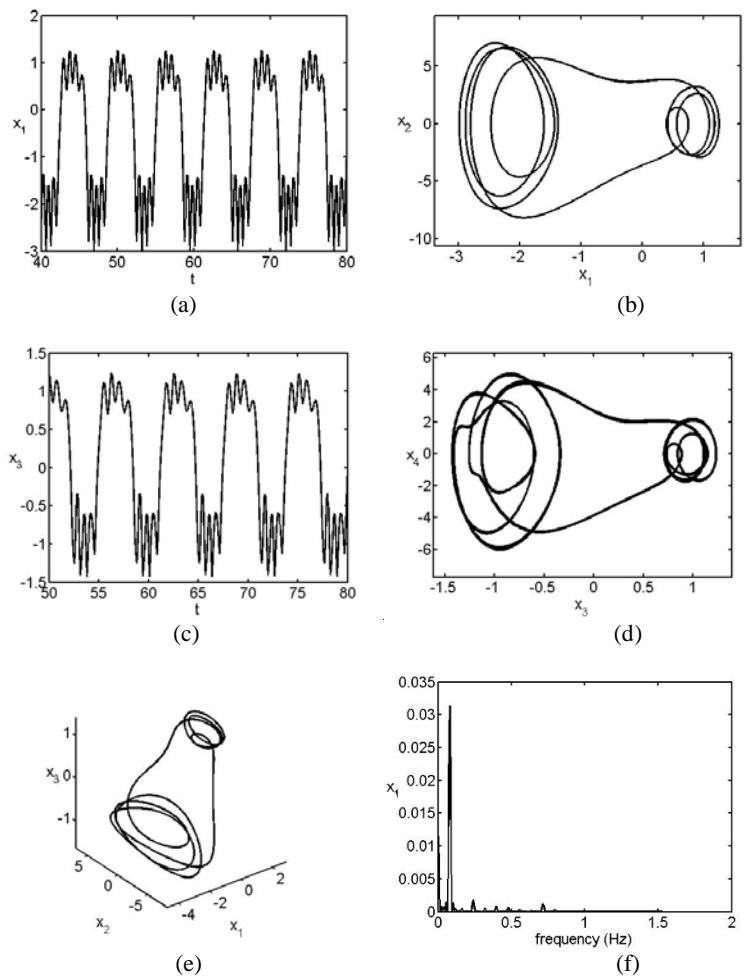 2
1
0
x1
-1
-2
-3
40 50 60 70 80
t
(a)
5
x2 0
-5
-10
-3 -2 -1 0 1
x1
(b)
1.5
1
0.5
x3 0
-0.5
-1
-1.5
50 55 60 65 70 75 80
t
(c)
6
4
2
x4 0
-2
-4
-6
-1.5 -1 -0.5 0 0.5 1
x3
(d)
1
x3 0
-1
5 0 -5
x2
-4 -2 0 2
x1
(e)
0.035
0.03
0.025
x1
0.02
0.015
0.01
0.005
0
0 0.5 1 1.5 2
frequency (Hz)
(f)